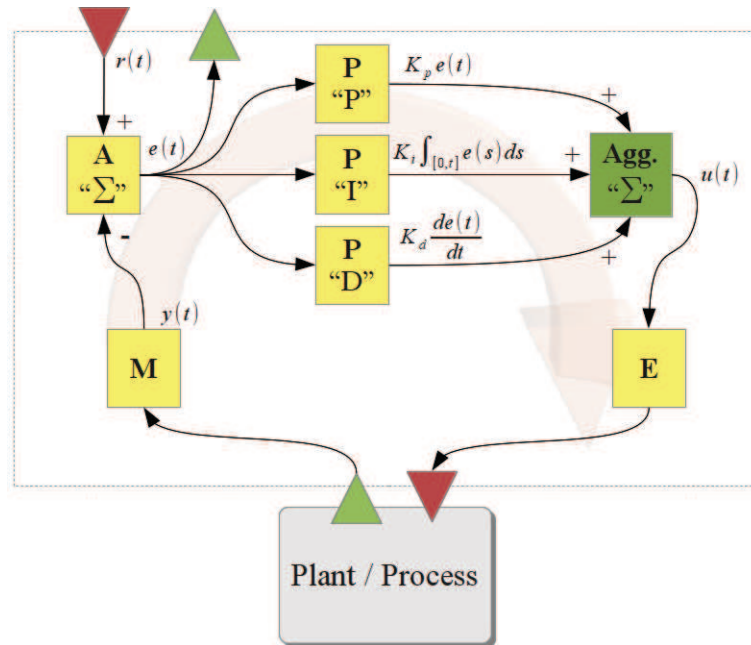 r(t)
+
A
“∑”
-
e(t)
P
“P”
K_p e(t)
+
P
“I”
K_i ∫_[0,t] e(s) ds
+
P
“D”
K_d de(t)/dt
+
Agg.
“∑”
u(t)
y(t)
M
E
Plant / Process